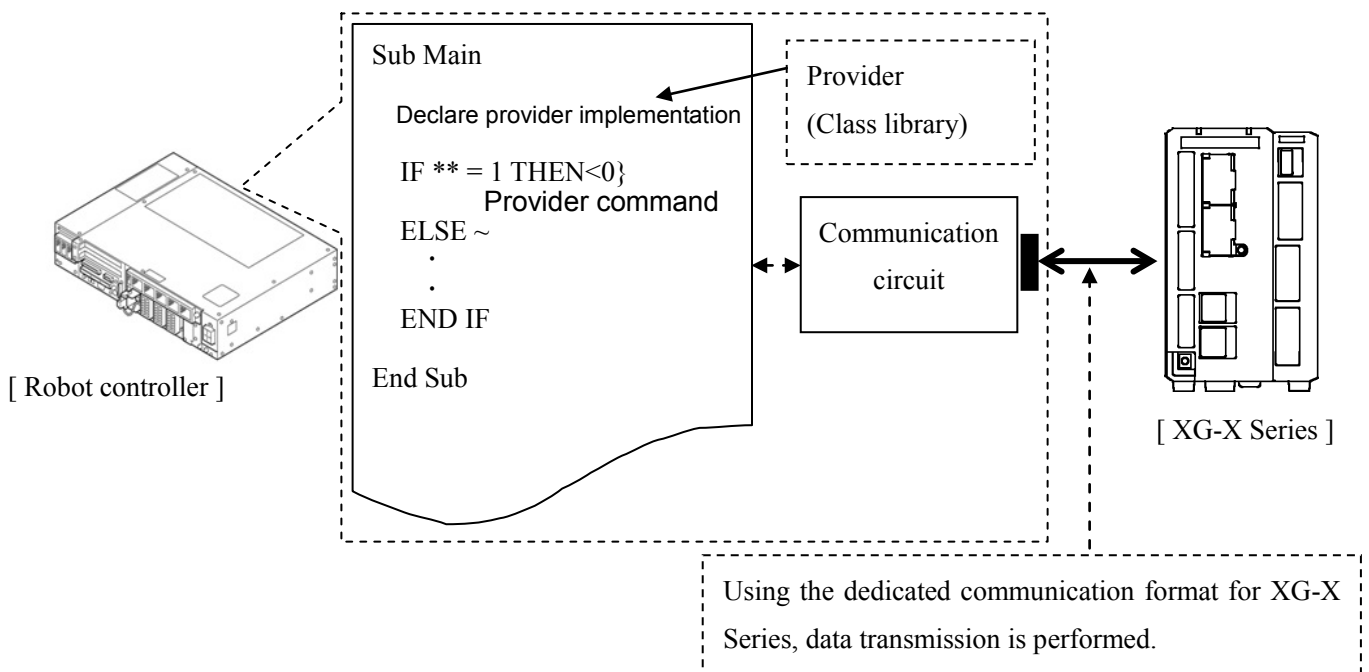 Sub Main
Declare provider implementation
IF ** = 1 THEN<0}
Provider command
ELSE ~
.
.
END IF
End Sub
Provider
(Class library)
Communication
circuit
[ Robot controller ]
[ XG-X Series ]
Using the dedicated communication format for XG-X
Series, data transmission is performed.